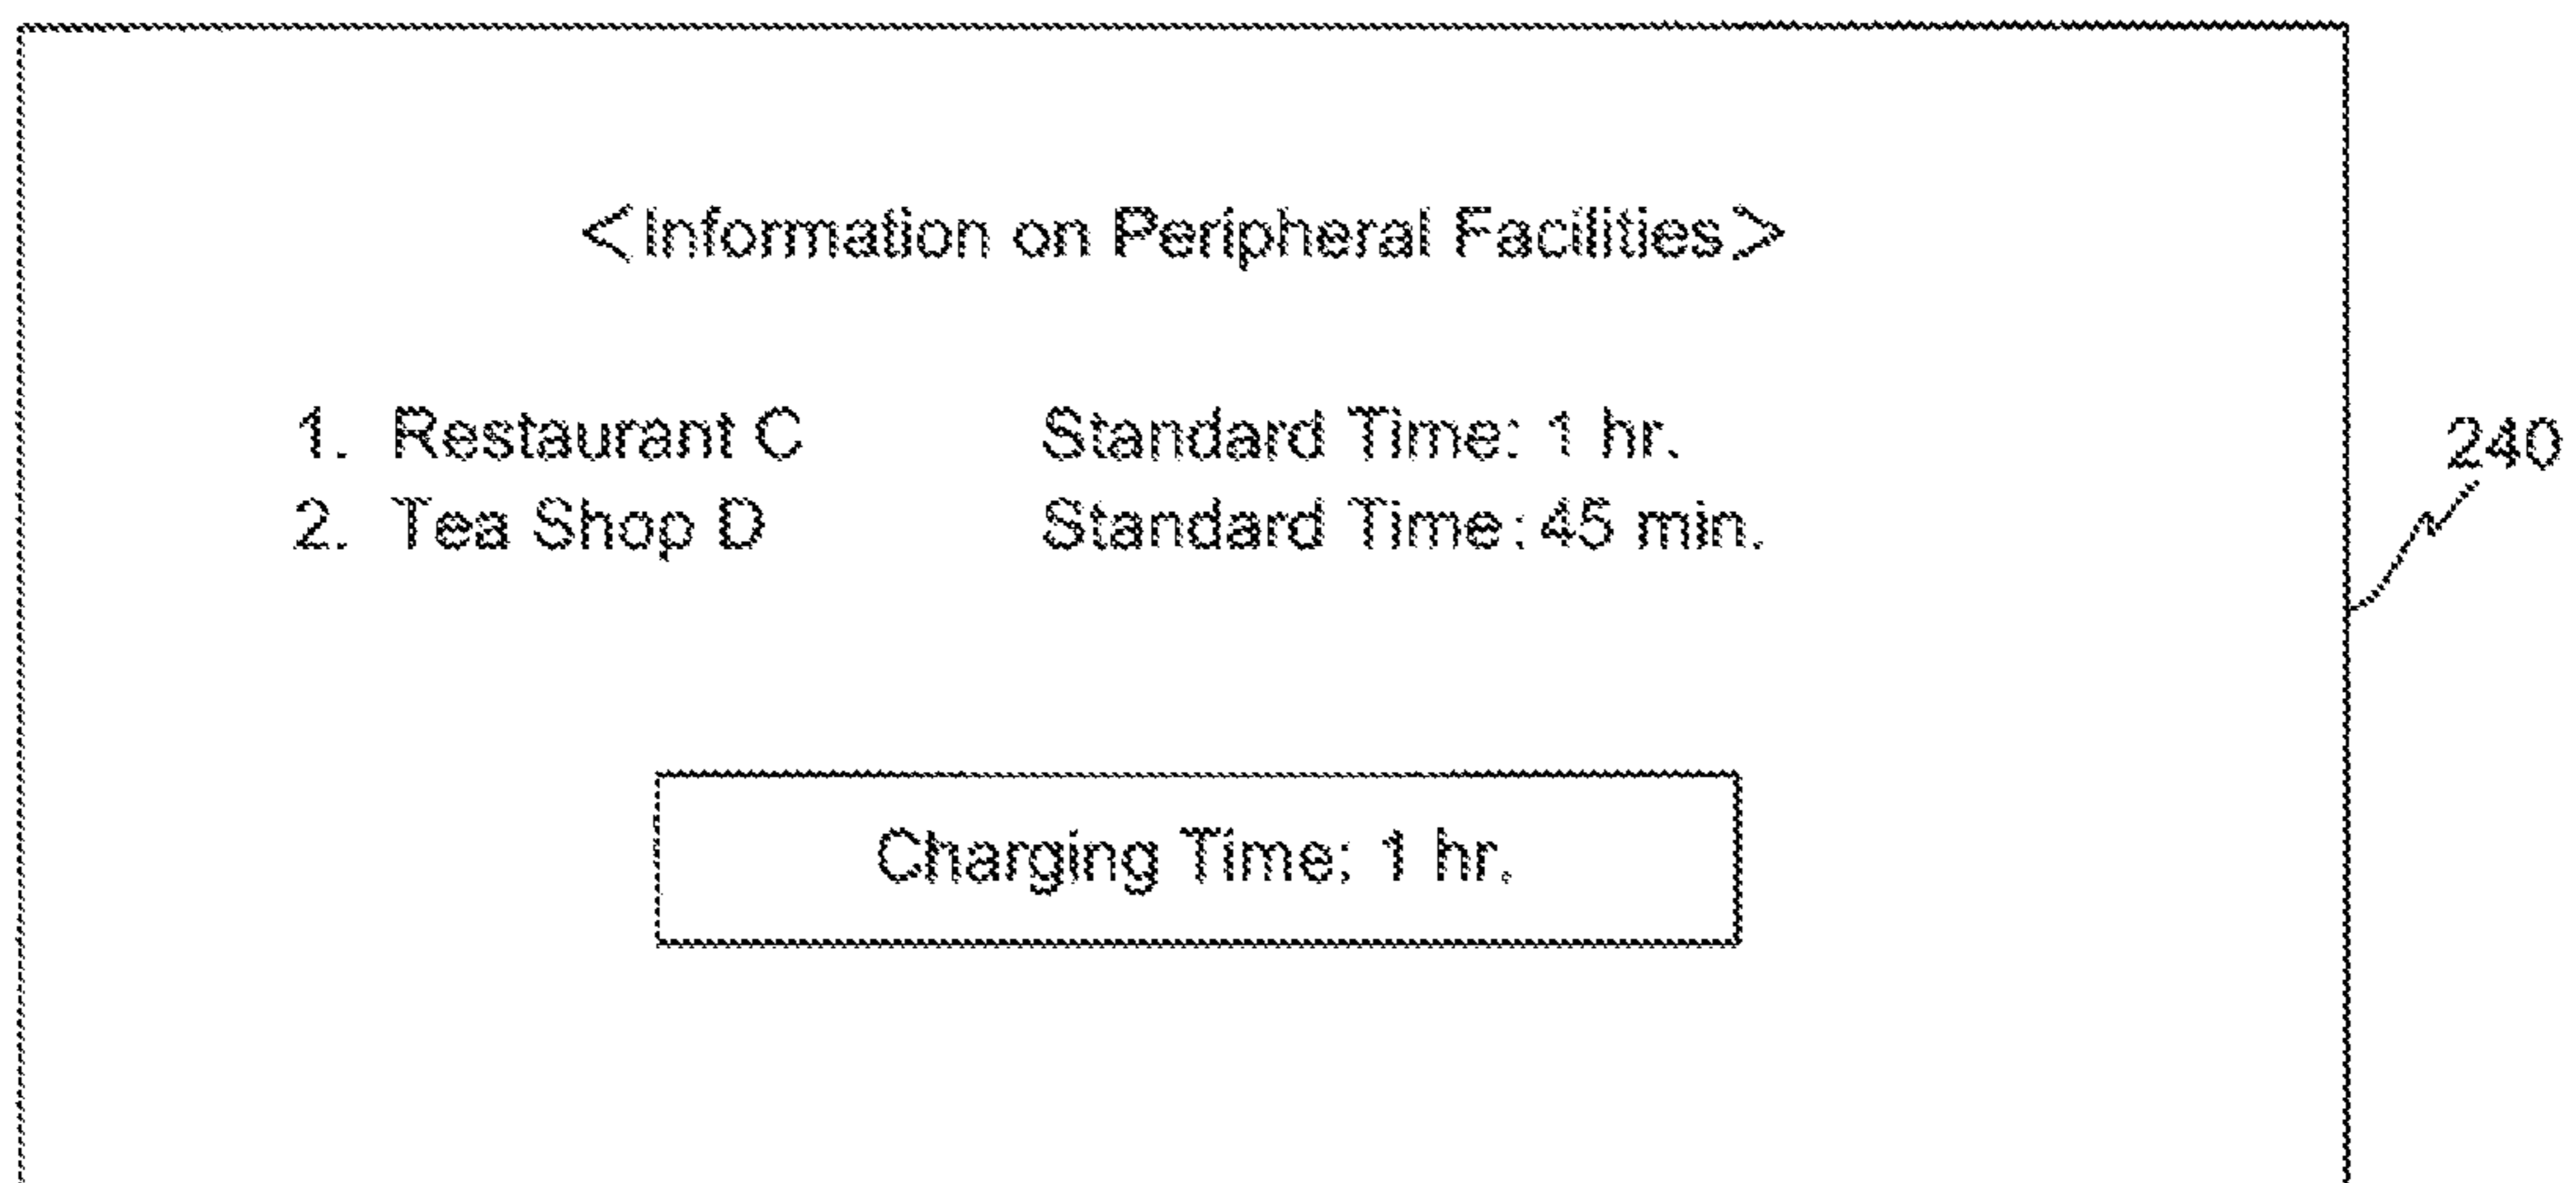 <Information on Peripheral Facilities>
1. Restaurant C Standard Time: 1 hr.
2. Tea Shop D Standard Time: 45 min.
240
Charging Time: 1 hr.